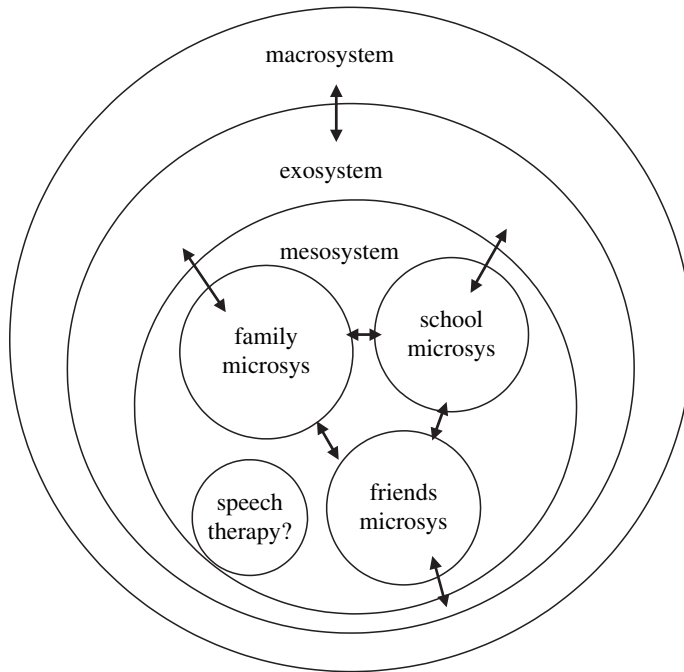 macrosystem
exosystem
mesosystem
family
microsys
school
microsys
speech
therapy?
friends
microsys